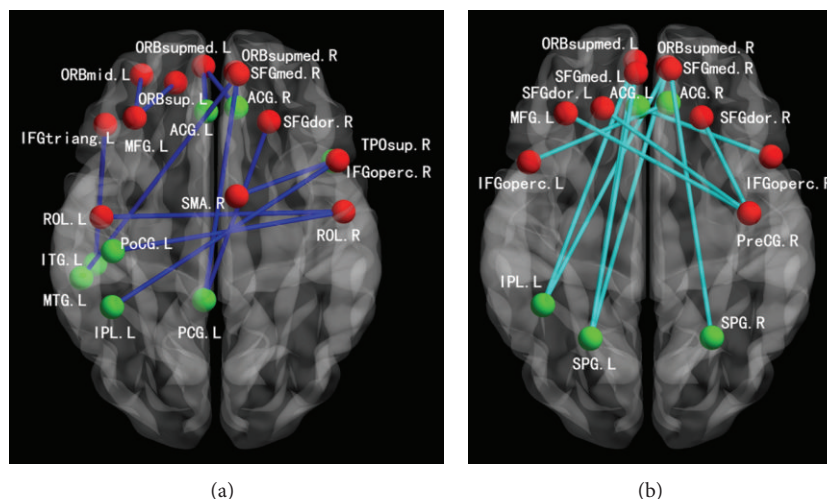 ORBsupmed.L
ORBsupmed.R
ORBmid.L
SFGmed.R
ORBsup.L
ACG.R
ACG.L
SFGdor.R
IFGtriang.L
MFG.L
TPOsup.R
IFGoperc.R
SMA.R
ROL.L
ROL.R
PoCG.L
ITG.L
MTG.L
IPL.L
PCG.L
(a)
ORBsupmed.L
ORBsupmed.R
SFGmed.L
SFGmed.R
SFGdor.L
ACG.L
ACG.R
MFG.L
SFGdor.R
IFGoperc.L
IFGoperc.R
PreCG.R
IPL.L
SPG.R
SPG.L
(b)